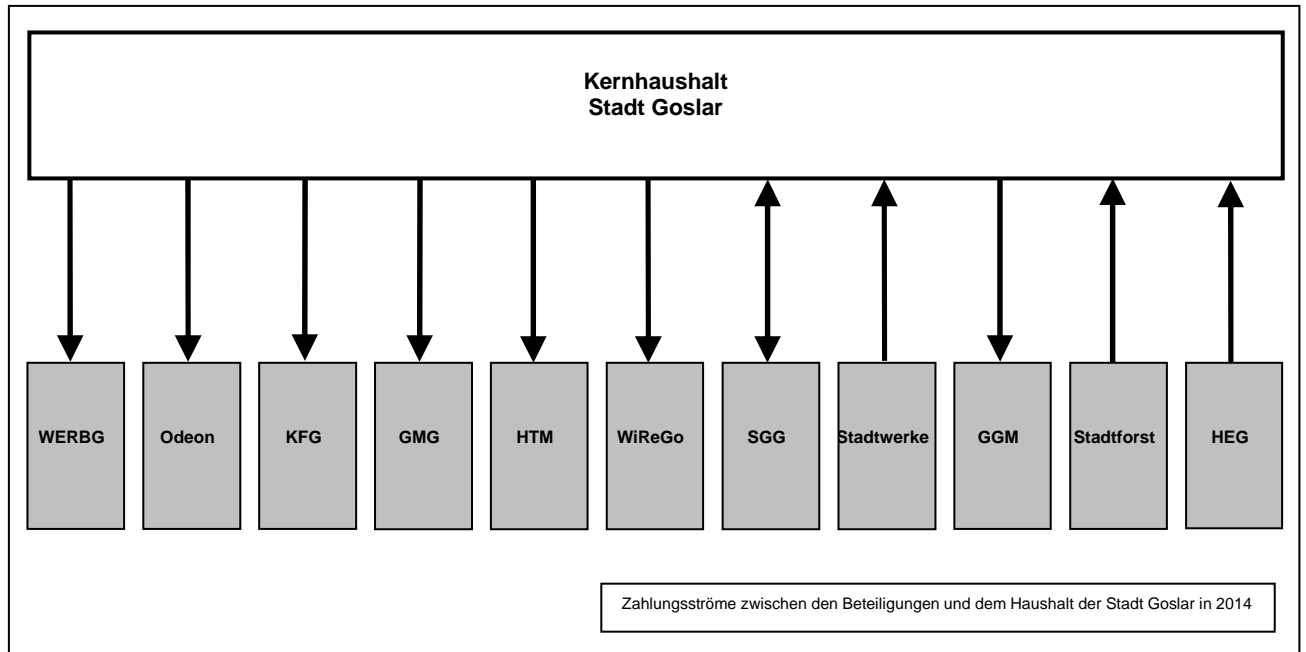 Kernhaushalt
Stadt Goslar
WERBG
Odeon
KFG
GMG
HTM
WiReGo
SGG
Stadtwerke
GGM
Stadtforst
HEG
Zahlungsströme zwischen den Beteiligungen und dem Haushalt der Stadt Goslar in 2014